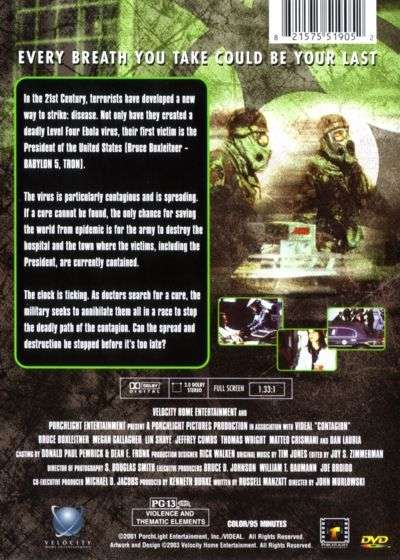 8 21575 51905 2
EVERY BREATH YOU TAKE COULD BE YOUR LAST
In the 21st Century, terrorists have developed a new
way to strike: disease. Not only have they created a
deadly Level Four Ebola virus, their first victim is the
President of the United States (Bruce Boxleitner -
BABYLON 5, TRON).
The virus is particularly contagious and is spreading.
If a cure cannot be found, the only chance for saving
the world from epidemic is for the army to destroy the
hospital and the town where the victims, including the
President, are currently contained.
The clock is ticking. As doctors search for a cure, the
military seeks to annihilate them all in a race to stop
the deadly path of the contagion. Can the spread and
destruction be stopped before it's too late?
DOLBY DIGITAL 2.0 DOLBY STEREO FULL SCREEN 1.33:1
VELOCITY HOME ENTERTAINMENT AND
PORCHLIGHT ENTERTAINMENT PRESENT A PORCHLIGHT PICTURES PRODUCTION IN ASSOCIATION WITH VIDEAL "CONTAGION"
BRUCE BOXLEITNER MEGAN GALLAGHER LIN SHAYE JEFFREY COMBS THOMAS WRIGHT MATTEO CRISMANI AND DAN LAURIA
CASTING BY DONALD PAUL PEMRICK & DEAN E. FRONK PRODUCTION DESIGNER RICK WALKER ORIGINAL MUSIC BY TIM JONES EDITED BY JOY S. ZIMMERMAN
DIRECTOR OF PHOTOGRAPHY S. DOUGLAS SMITH EXECUTIVE PRODUCERS BRUCE D. JOHNSON WILLIAM T. BAUMANN JOE BROIDO
CO-EXECUTIVE PRODUCER MICHAEL D. JACOBS PRODUCED BY KENNETH BURKE WRITTEN BY RUSSELL MANZATT DIRECTED BY JOHN MURLOWSKI
PG-13
VIOLENCE AND
THEMATIC ELEMENTS
COLOR/95 MINUTES
©2001 PorchLight Entertainment, Inc. All Rights Reserved.
Artwork and Design ©2003 Velocity Home Entertainment. All Rights Reserved.
VELOCITY
HOME ENTERTAINMENT
PORCHLIGHT
DVD